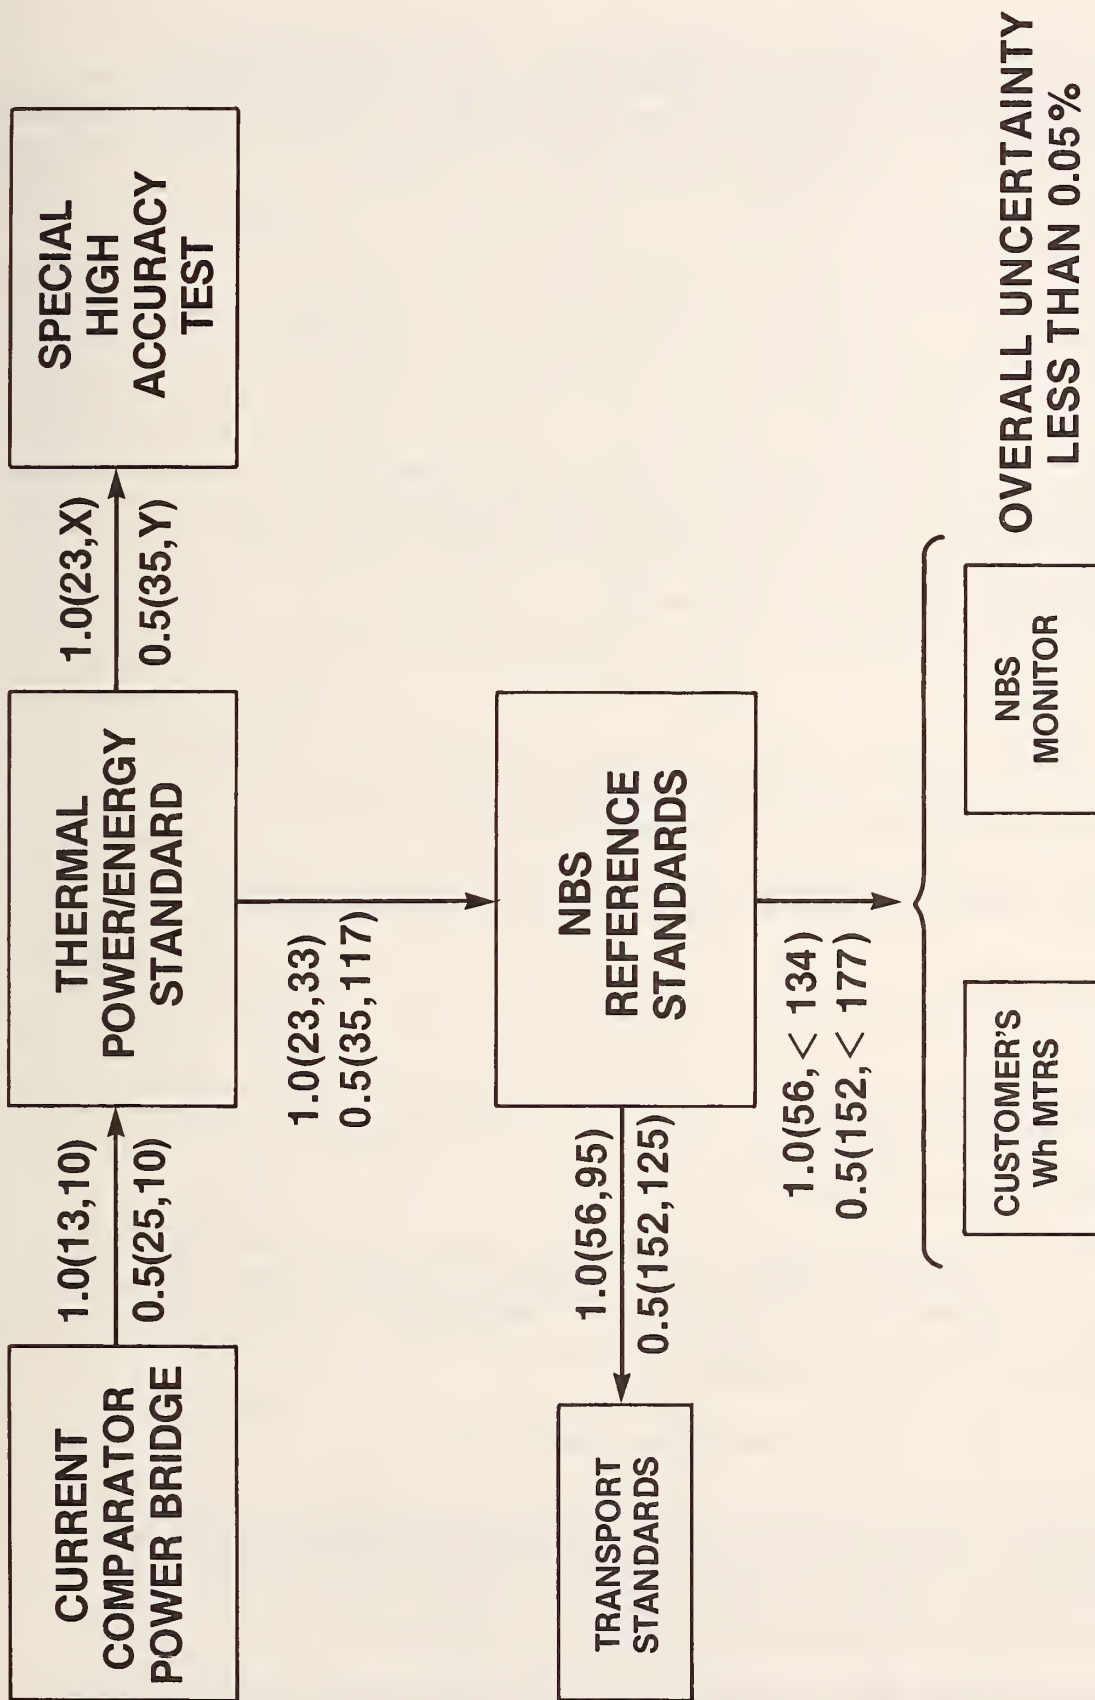 CURRENT
COMPARATOR
POWER BRIDGE
1.0(13,10)
0.5(25,10)
THERMAL
POWER/ENERGY
STANDARD
1.0(23,X)
0.5(35,Y)
SPECIAL
HIGH
ACCURACY
TEST
1.0(23,33)
0.5(35,117)
TRANSPORT
STANDARDS
1.0(56,95)
0.5(152,125)
NBS
REFERENCE
STANDARDS
1.0(56,< 134)
0.5(152,< 177)
CUSTOMER'S
Wh MTRS
NBS
MONITOR
OVERALL UNCERTAINTY
LESS THAN 0.05%